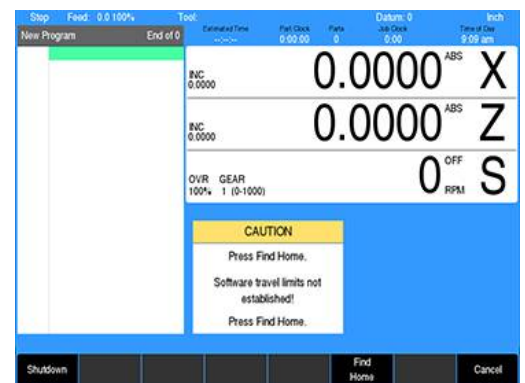 Stop Feed: 0.0 100% Tool: Datum: 0 Inch
New Program End of 0
Estimated Time Part Clock Parts Job Clock Time of Day
--:--:-- 0:00:00 0 0:00 9:09 am
INC 0.0000 ABS X
0.0000
INC 0.0000 ABS Z
0.0000
OVR GEAR 0 OFF S
100% 1 (0-1000) RPM
CAUTION
Press Find Home.
Software travel limits not
established!
Press Find Home.
Shutdown Find Home Cancel